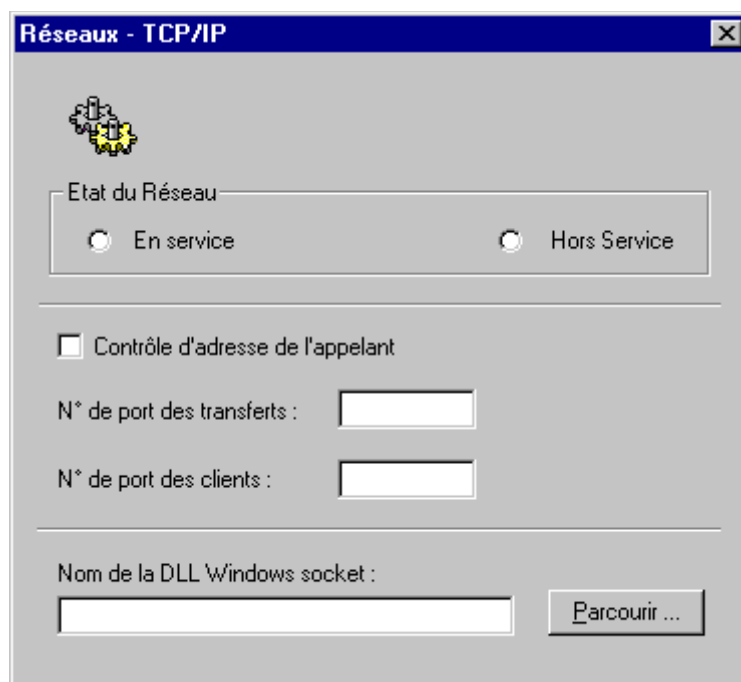 Réseaux - TCP/IP
Etat du Réseau
En service
Hors Service
Contrôle d'adresse de l'appelant
N° de port des transferts :
N° de port des clients :
Nom de la DLL Windows socket :
Parcourir ...